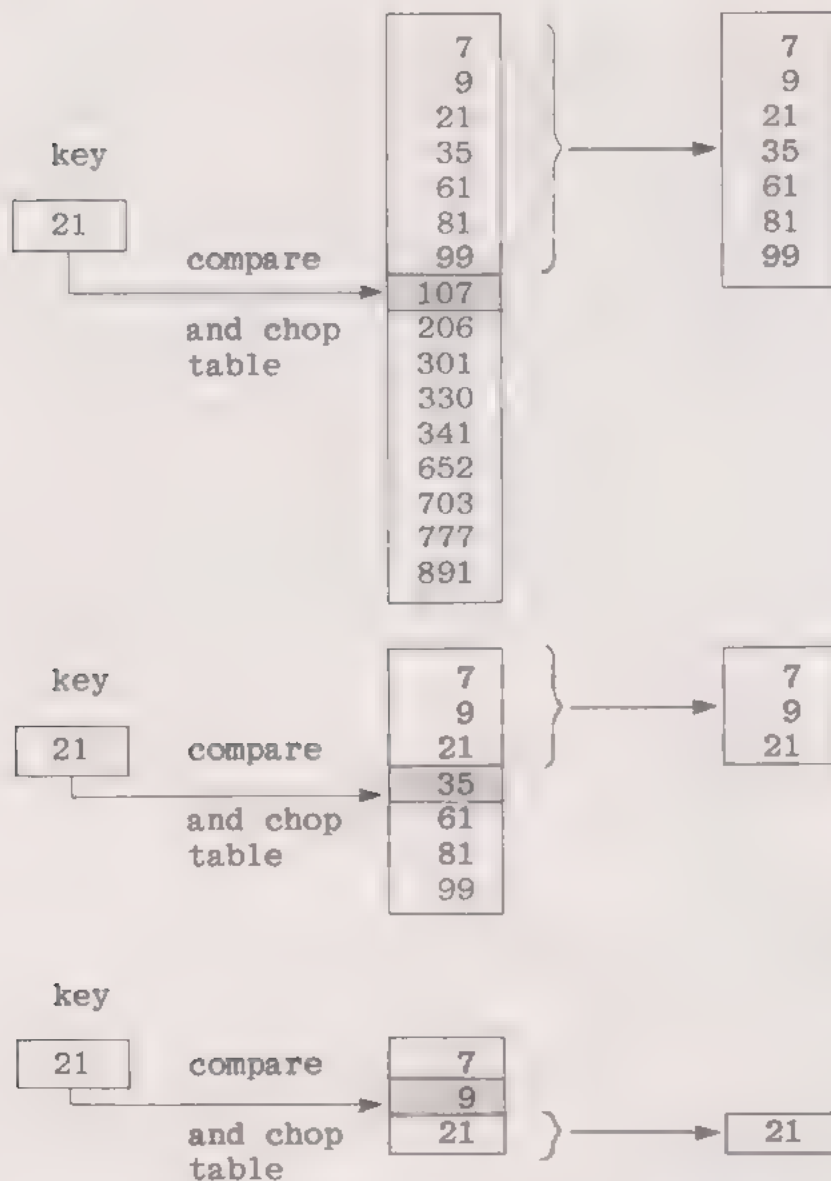 7 7
9 9
21 21
key 35 35
61 61
21 81 81
compare 99 99
107
and chop 206
table 301
330
341
652
703
777
891
key 7 7
9 9
21 compare 21 21
35
and chop 61
table 81
99
key
21 compare 7
9
and chop 21 21
table